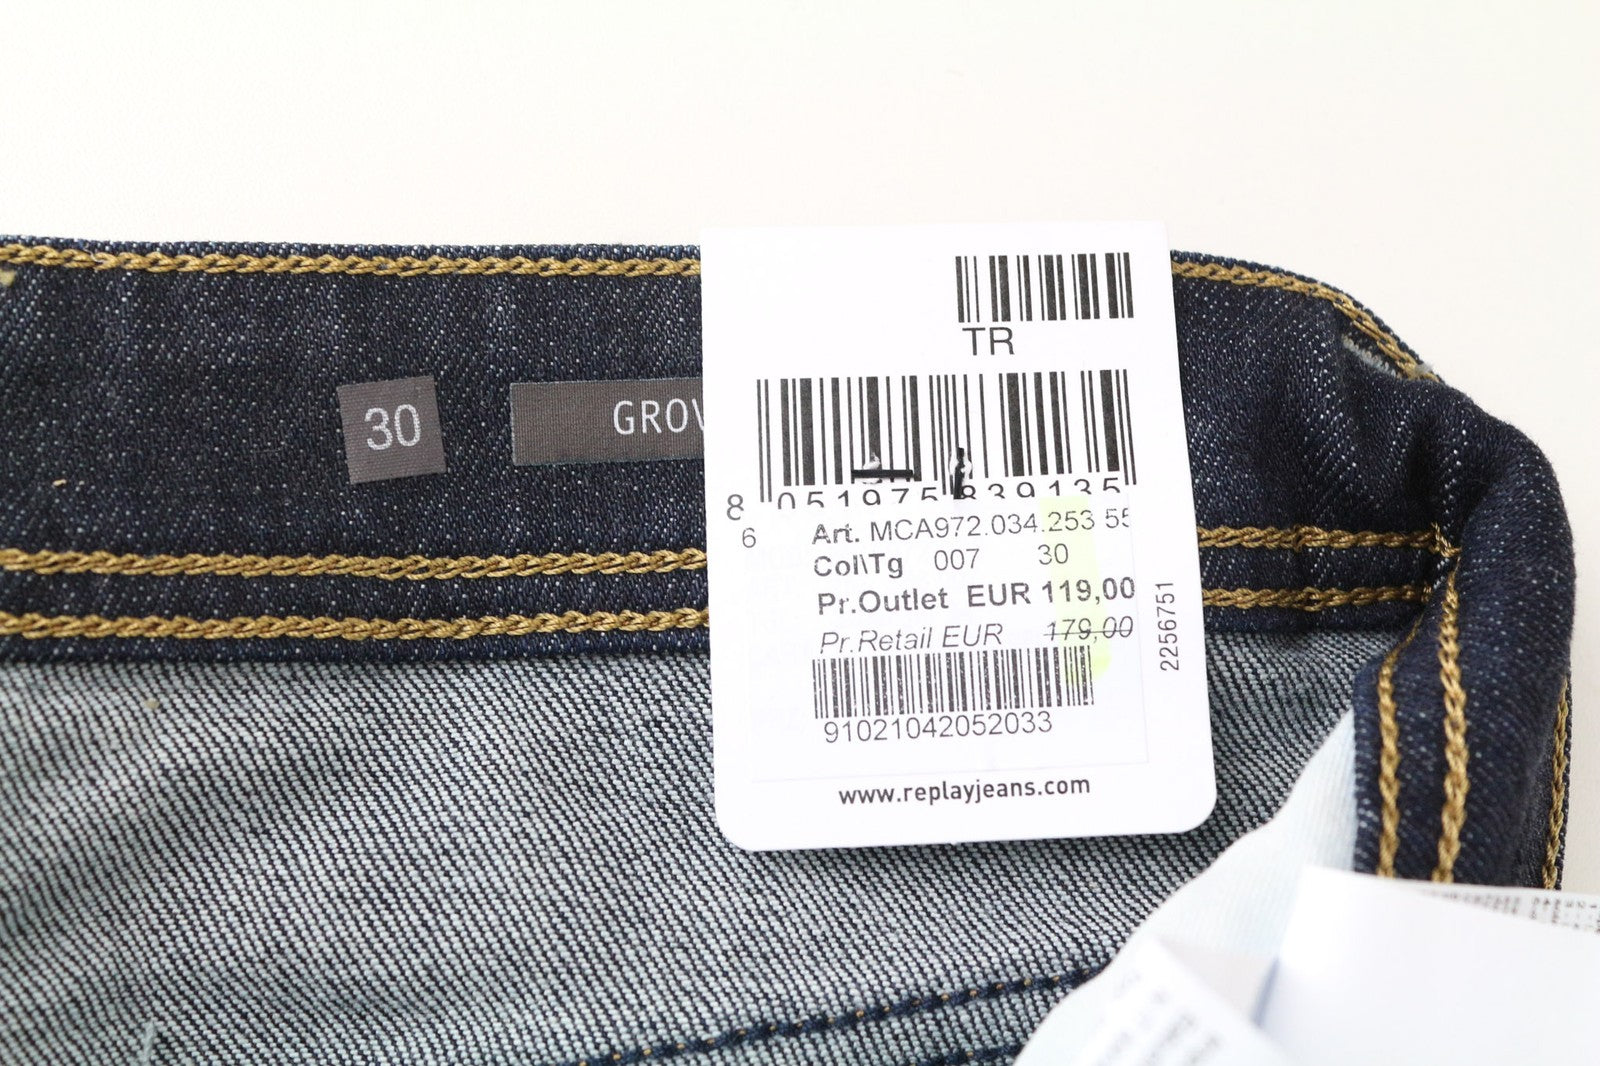 30
GROV
TR
8 051975 839135
6
Art. MCA972.034.253 55
Col\Tg 007 30
Pr.Outlet EUR 119,00
Pr.Retail EUR 179,00
91021042052033
2256751
www.replayjeans.com